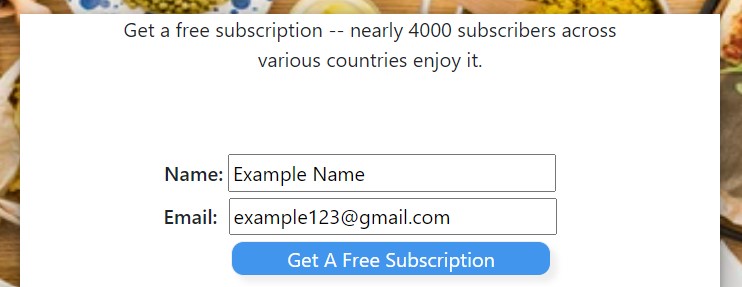 Get a free subscription -- nearly 4000 subscribers across
various countries enjoy it.
Name: Example Name
Email: example123@gmail.com
Get A Free Subscription